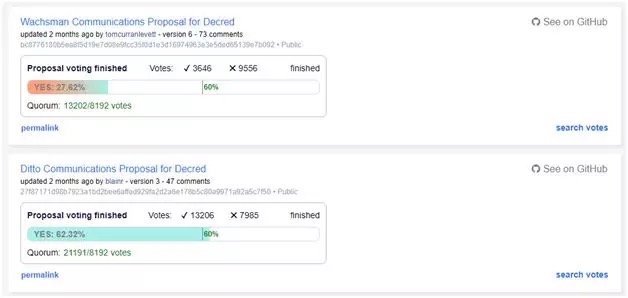 Wachsman Communications Proposal for Decred
See on GitHub
updated 2 months ago by tomcurranlevett - version 6 - 73 comments
• Public
Proposal voting finished Votes: ✓ 3646 ✕ 9556 finished
YES: 27.62% 60%
Quorum: 13202/8192 votes
permalink search votes
Ditto Communications Proposal for Decred
See on GitHub
updated 2 months ago by blainr - version 3 - 47 comments
• Public
Proposal voting finished Votes: ✓ 13206 ✕ 7985 finished
YES: 62.32% 60%
Quorum: 21191/8192 votes
permalink search votes